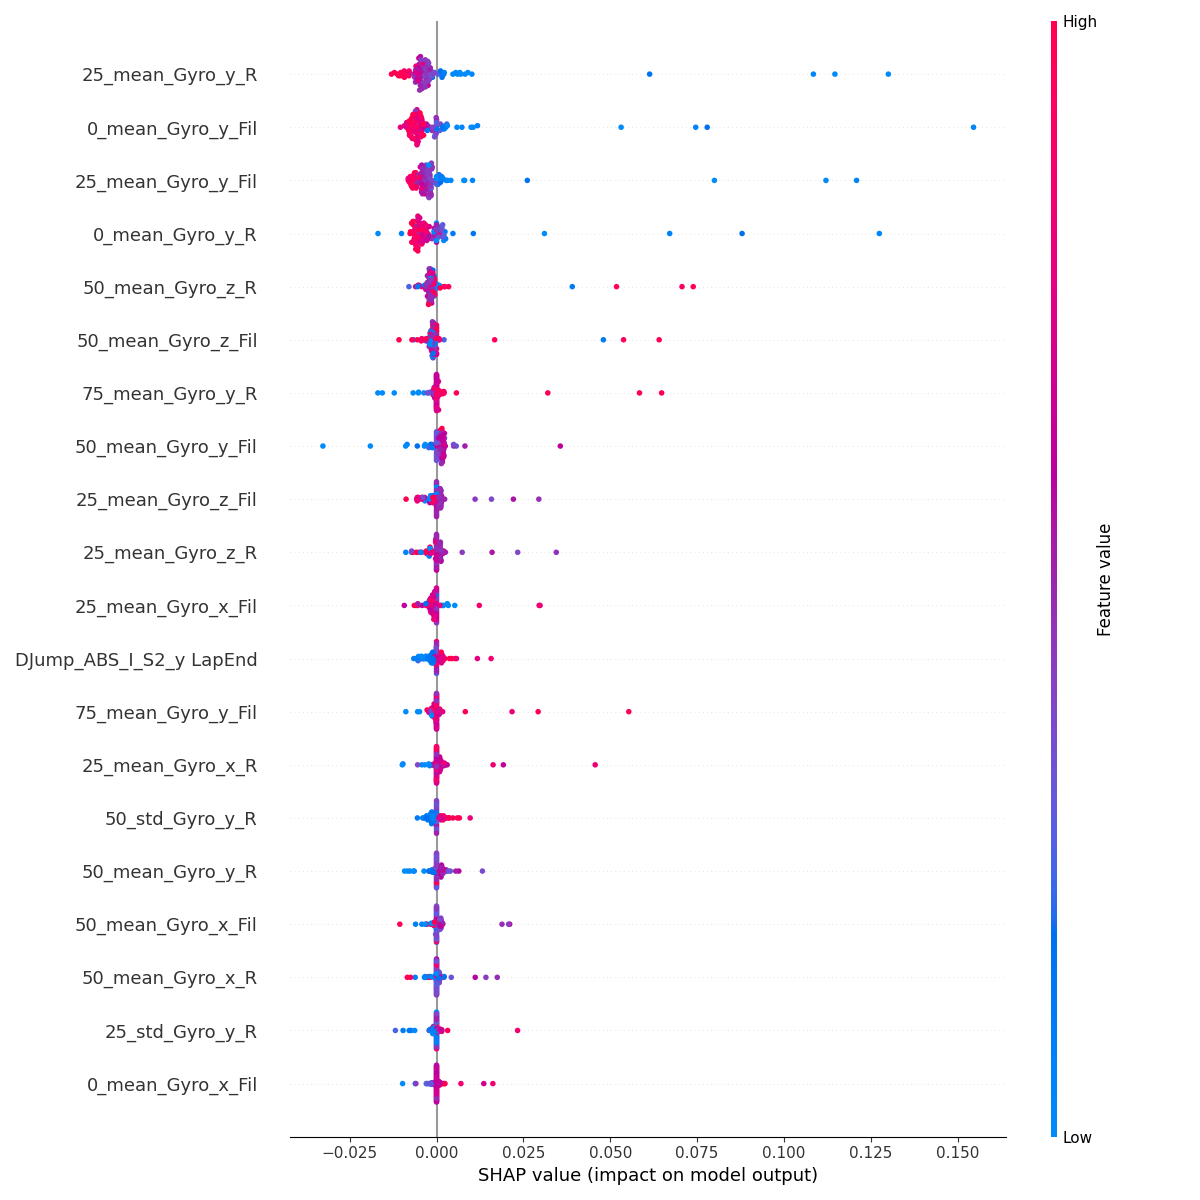 High
25_mean_Gyro_y_R
0_mean_Gyro_y_Fil
25_mean_Gyro_y_Fil
0_mean_Gyro_y_R
50_mean_Gyro_z_R
50_mean_Gyro_z_Fil
75_mean_Gyro_y_R
50_mean_Gyro_y_Fil
25_mean_Gyro_z_Fil
25_mean_Gyro_z_R
25_mean_Gyro_x_Fil
DJump_ABS_I_S2_y LapEnd
75_mean_Gyro_y_Fil
25_mean_Gyro_x_R
50_std_Gyro_y_R
50_mean_Gyro_y_R
50_mean_Gyro_x_Fil
50_mean_Gyro_x_R
25_std_Gyro_y_R
0_mean_Gyro_x_Fil
Feature value
Low
−0.025 0.000 0.025 0.050 0.075 0.100 0.125 0.150
SHAP value (impact on model output)